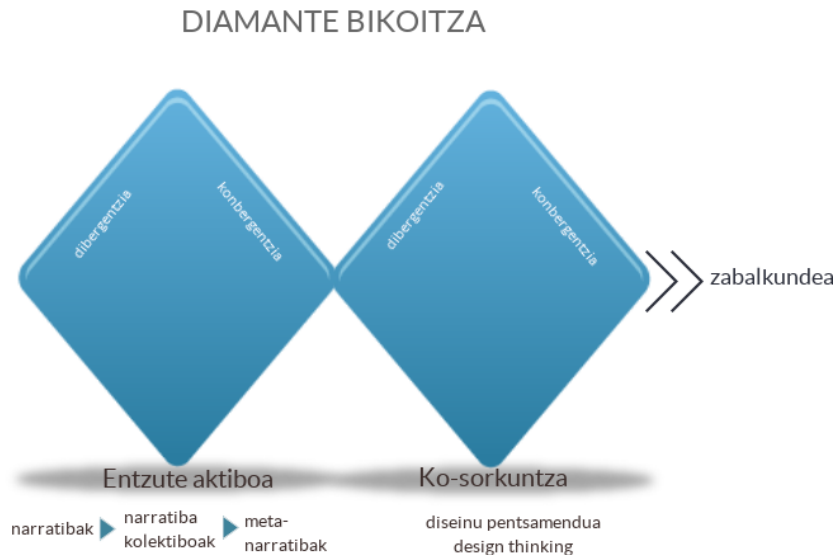 DIAMANTE BIKOITZA
dibergentzia
konbergentzia
dibergentzia
konbergentzia
zabalkundea
Entzute aktiboa
Ko-sorkuntza
narratibak
narratiba
kolektiboak
meta-
narratibak
diseinu pentsamendua
design thinking